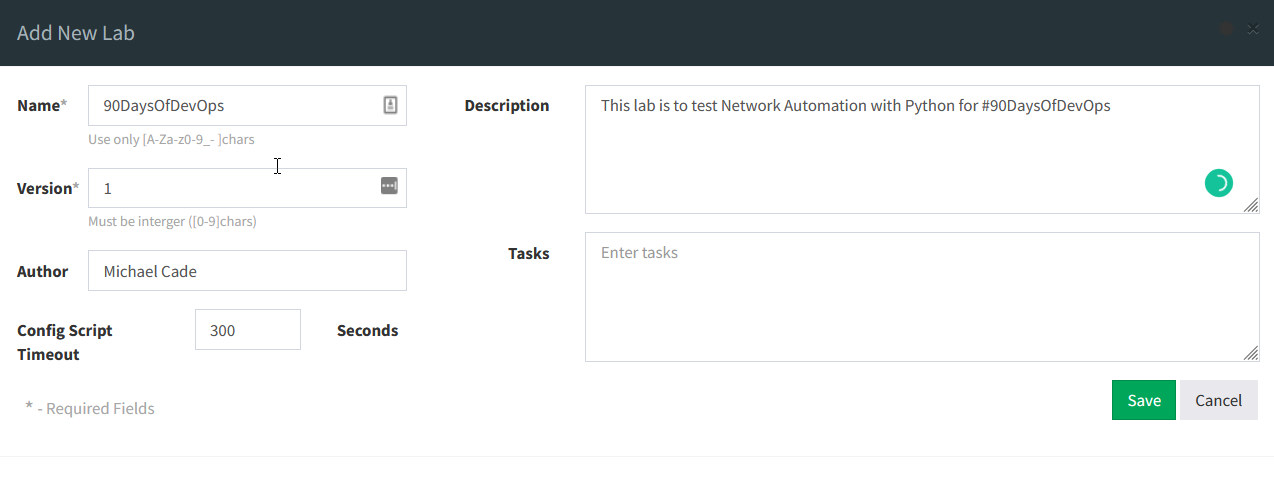 Add New Lab
Name*
90DaysOfDevOps
Use only [A-Za-z0-9_- ]chars
Version*
1
Must be interger ([0-9]chars)
Author
Michael Cade
Config Script
Timeout
300
Seconds
* - Required Fields
Description
This lab is to test Network Automation with Python for #90DaysOfDevOps
Tasks
Enter tasks
Save
Cancel